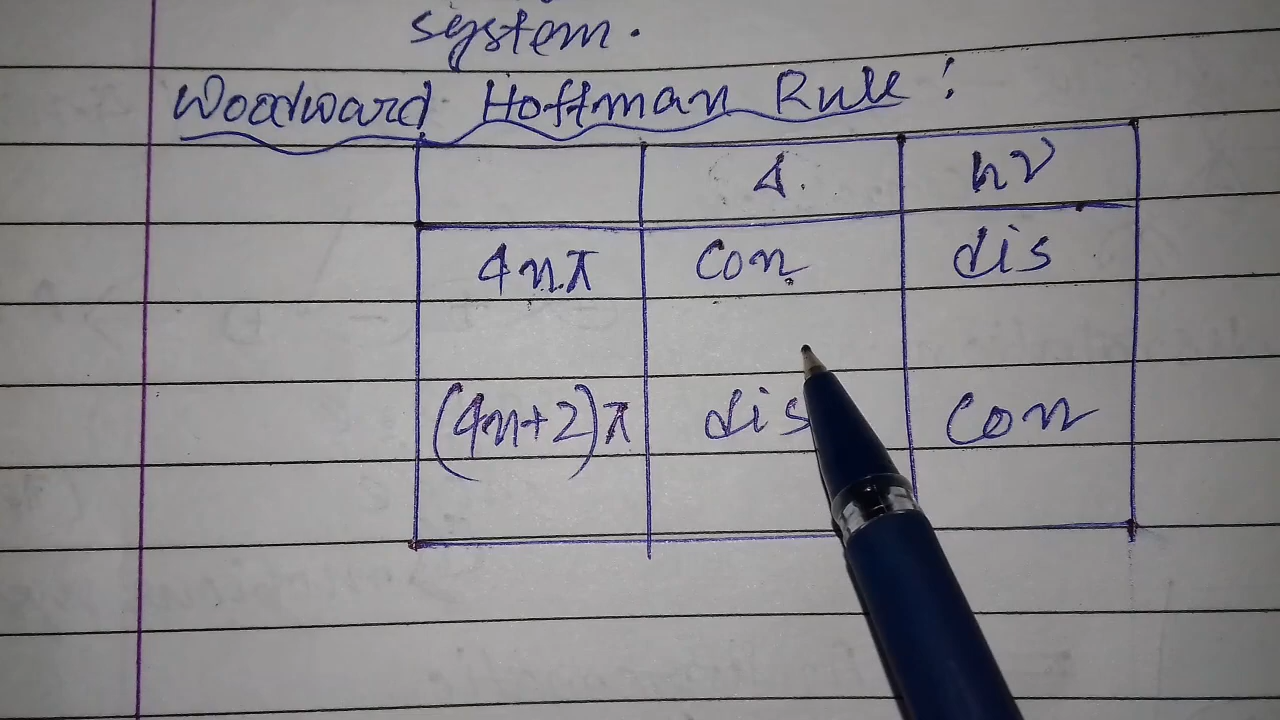 system.
Woodward Hoffman Rule :
Δ. hν
4nπ Con. dis
(4n+2)π dis con